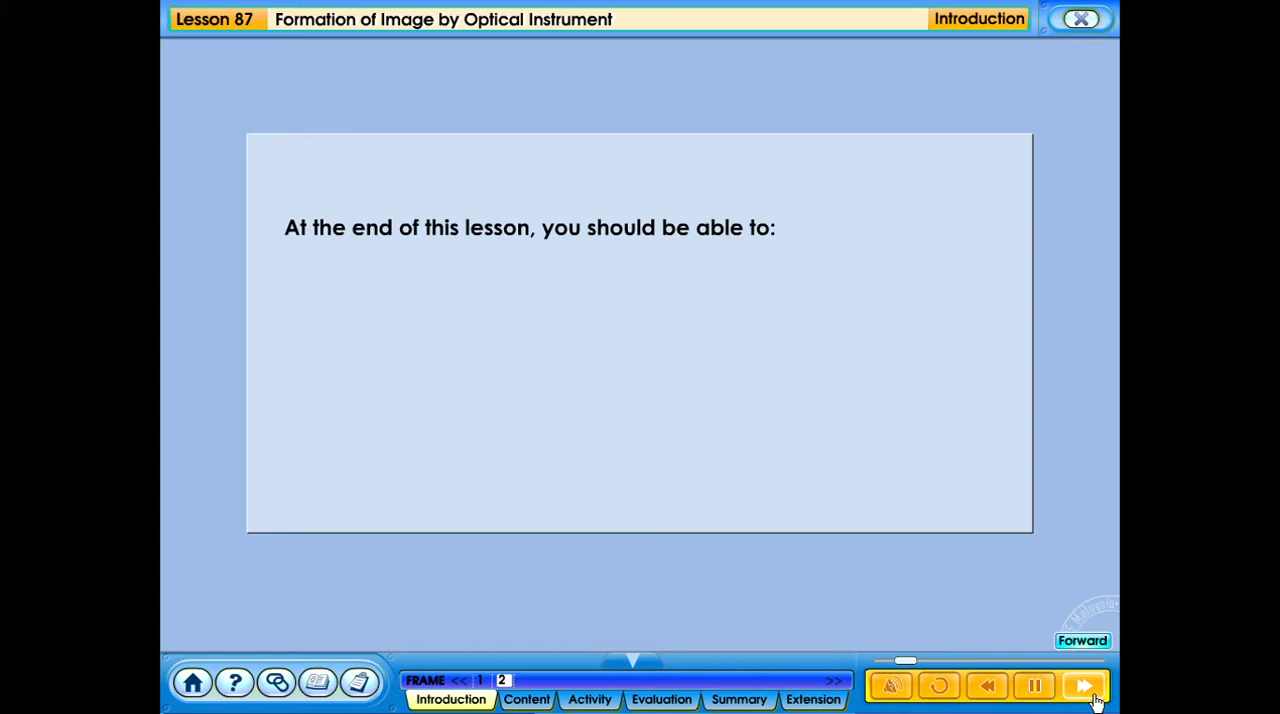 Lesson 87
Formation of Image by Optical Instrument
Introduction
At the end of this lesson, you should be able to:
Malaysia
Forward
?
FRAME << 1 2 >>
Introduction Content Activity Evaluation Summary Extension